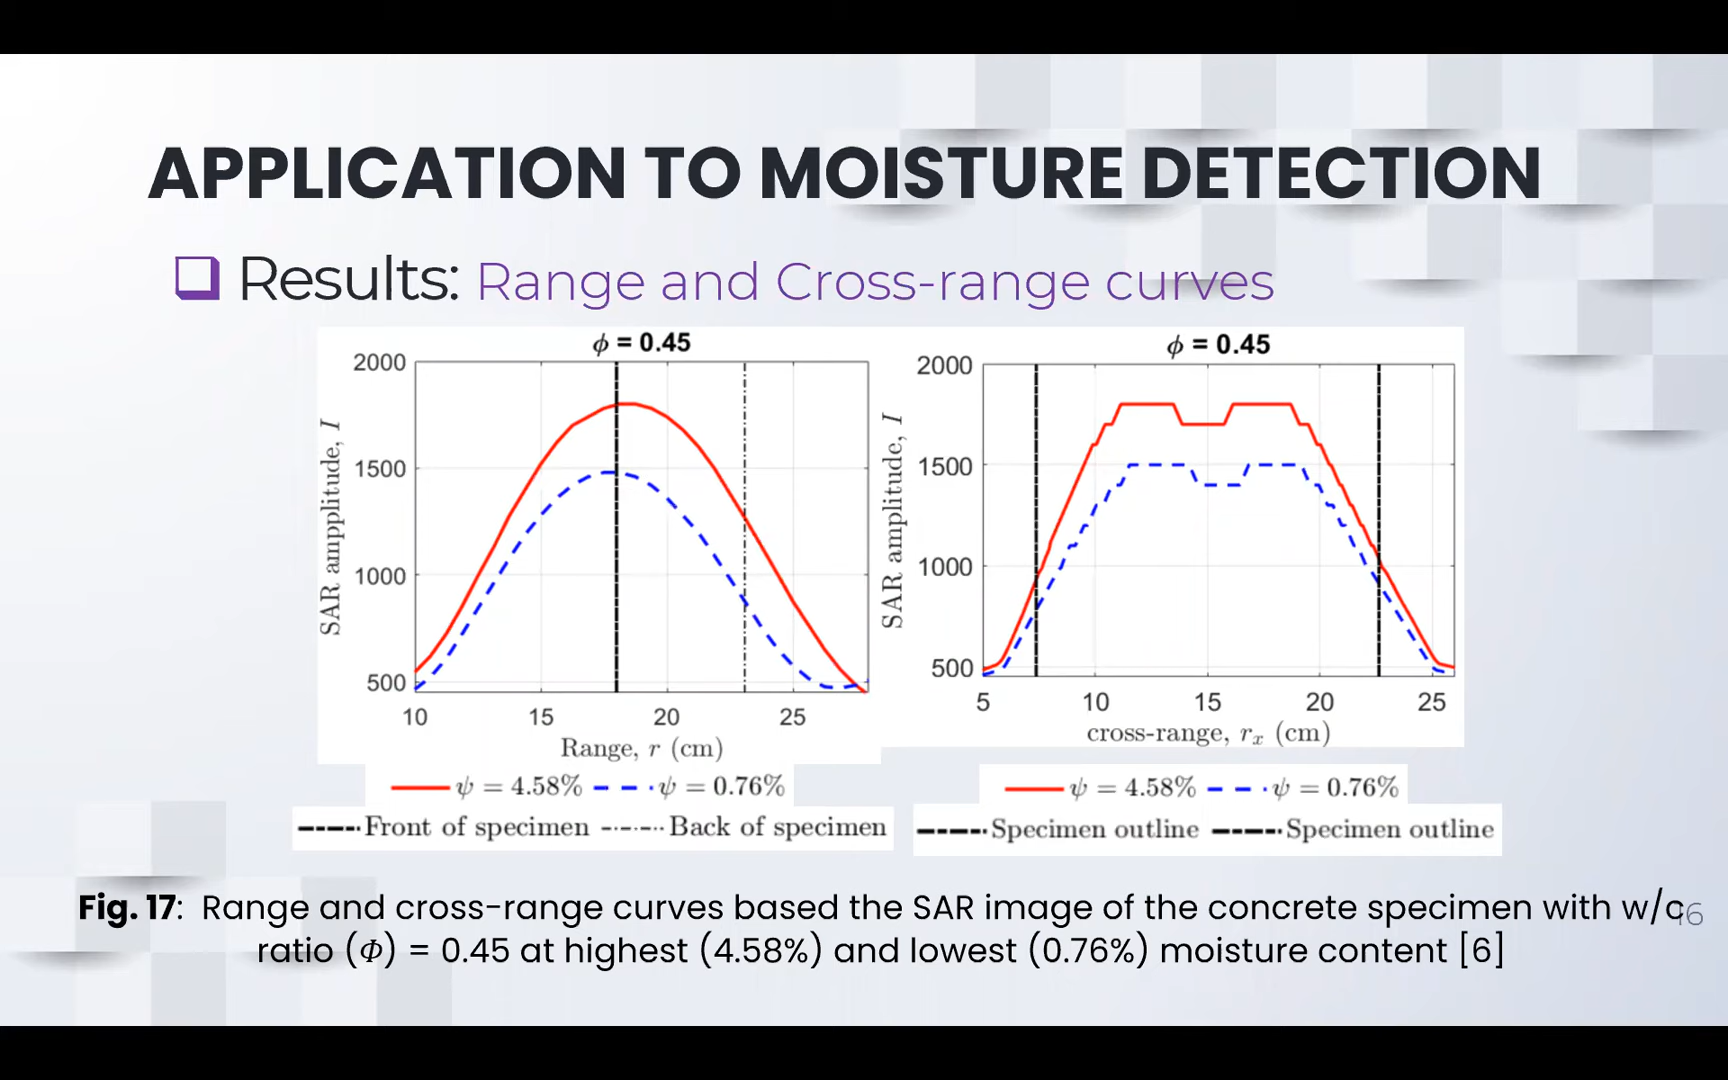 APPLICATION TO MOISTURE DETECTION
Results: Range and Cross-range curves
ϕ = 0.45
2000
1500
1000
500
SAR ampplitude, I
10 15 20 25
Range, r (cm)
ψ = 4.58% ψ = 0.76%
Front of specimen Back of specimen
ϕ = 0.45
2000
1500
1000
500
SAR amplitude, I
5 10 15 20 25
cross-range, rₓ (cm)
ψ = 4.58% ψ = 0.76%
Specimen outline Specimen outline
Fig. 17: Range and cross-range curves based the SAR image of the concrete specimen with w/c
ratio (Φ) = 0.45 at highest (4.58%) and lowest (0.76%) moisture content [6]